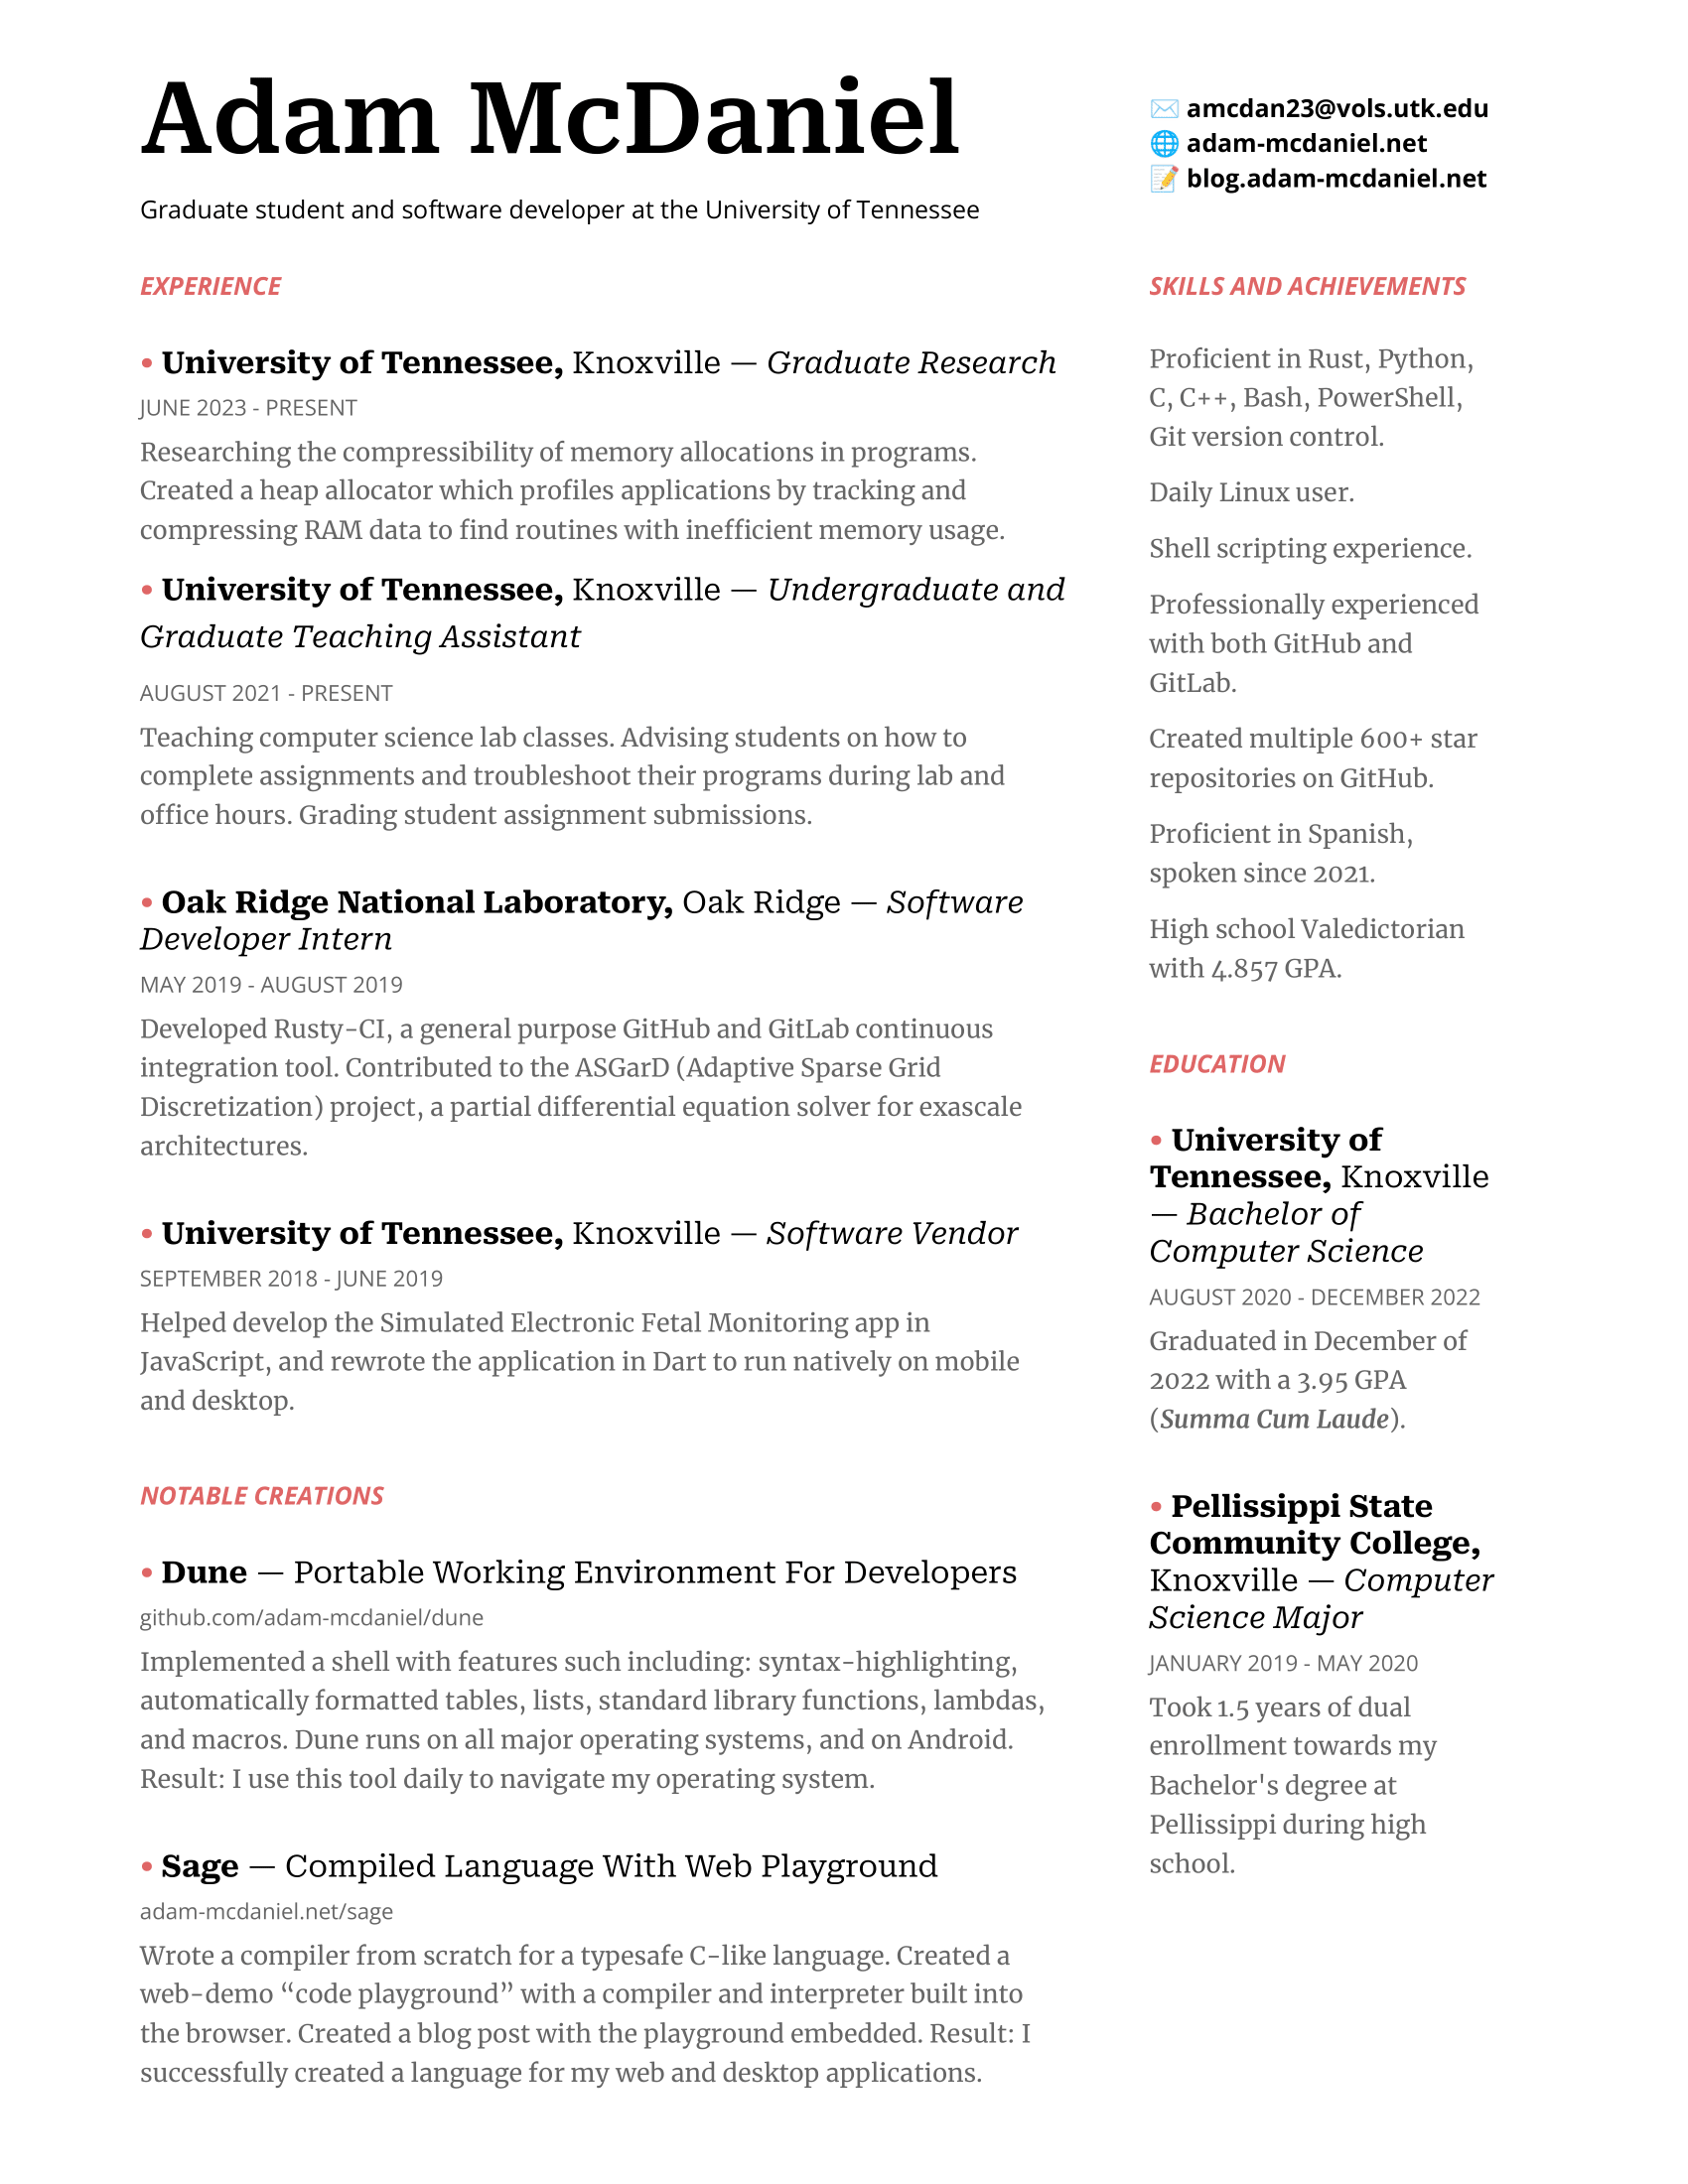 Adam McDaniel
Graduate student and software developer at the University of Tennessee
✉️ amcdan23@vols.utk.edu
🌐 adam-mcdaniel.net
📝 blog.adam-mcdaniel.net
EXPERIENCE
• University of Tennessee, Knoxville — Graduate Research
JUNE 2023 - PRESENT
Researching the compressibility of memory allocations in programs.
Created a heap allocator which profiles applications by tracking and
compressing RAM data to find routines with inefficient memory usage.
• University of Tennessee, Knoxville — Undergraduate and
Graduate Teaching Assistant
AUGUST 2021 - PRESENT
Teaching computer science lab classes. Advising students on how to
complete assignments and troubleshoot their programs during lab and
office hours. Grading student assignment submissions.
• Oak Ridge National Laboratory, Oak Ridge — Software
Developer Intern
MAY 2019 - AUGUST 2019
Developed Rusty-CI, a general purpose GitHub and GitLab continuous
integration tool. Contributed to the ASGarD (Adaptive Sparse Grid
Discretization) project, a partial differential equation solver for exascale
architectures.
• University of Tennessee, Knoxville — Software Vendor
SEPTEMBER 2018 - JUNE 2019
Helped develop the Simulated Electronic Fetal Monitoring app in
JavaScript, and rewrote the application in Dart to run natively on mobile
and desktop.
NOTABLE CREATIONS
• Dune — Portable Working Environment For Developers
github.com/adam-mcdaniel/dune
Implemented a shell with features such including: syntax-highlighting,
automatically formatted tables, lists, standard library functions, lambdas,
and macros. Dune runs on all major operating systems, and on Android.
Result: I use this tool daily to navigate my operating system.
• Sage — Compiled Language With Web Playground
adam-mcdaniel.net/sage
Wrote a compiler from scratch for a typesafe C-like language. Created a
web-demo “code playground” with a compiler and interpreter built into
the browser. Created a blog post with the playground embedded. Result: I
successfully created a language for my web and desktop applications.
SKILLS AND ACHIEVEMENTS
Proficient in Rust, Python,
C, C++, Bash, PowerShell,
Git version control.
Daily Linux user.
Shell scripting experience.
Professionally experienced
with both GitHub and
GitLab.
Created multiple 600+ star
repositories on GitHub.
Proficient in Spanish,
spoken since 2021.
High school Valedictorian
with 4.857 GPA.
EDUCATION
• University of
Tennessee, Knoxville
— Bachelor of
Computer Science
AUGUST 2020 - DECEMBER 2022
Graduated in December of
2022 with a 3.95 GPA
(Summa Cum Laude).
• Pellissippi State
Community College,
Knoxville — Computer
Science Major
JANUARY 2019 - MAY 2020
Took 1.5 years of dual
enrollment towards my
Bachelor's degree at
Pellissippi during high
school.